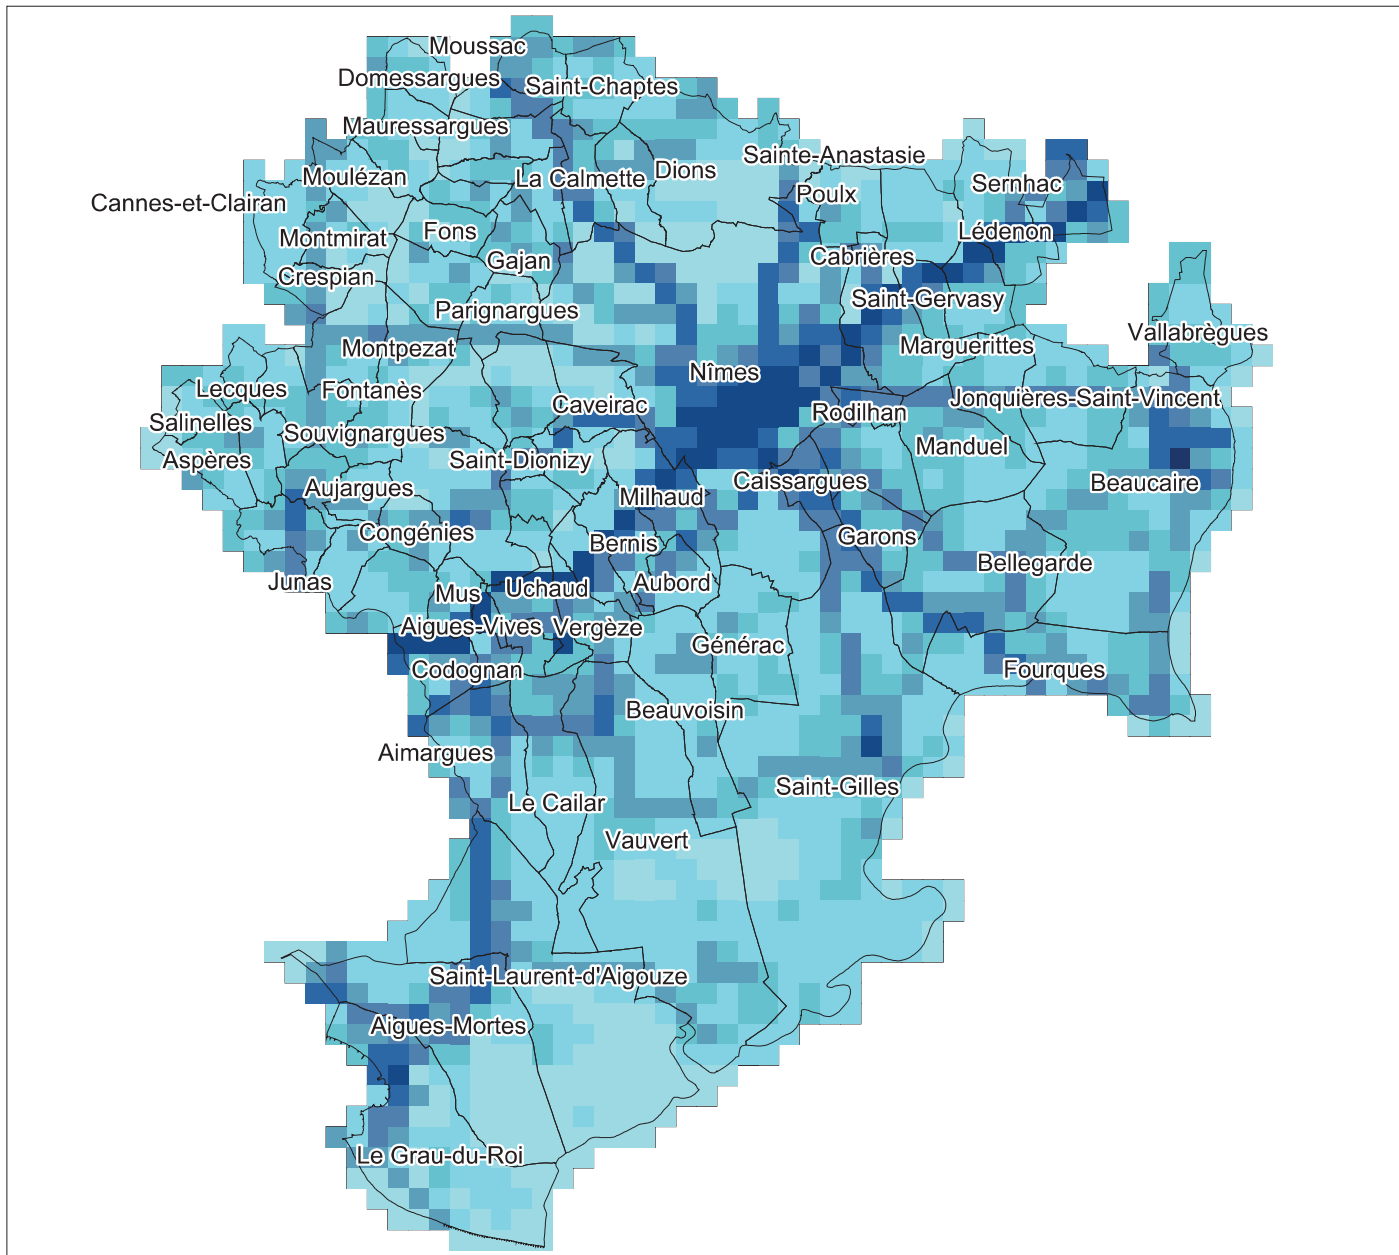 Moussac
Domessargues
Saint-Chaptes
Mauressargues
Sainte-Anastasie
La Calmette
Dions
Moulézan
Sernhac
Poulx
Cannes-et-Clairan
Fons
Lédenon
Montmirat
Cabrières
Gajan
Crespian
Saint-Gervasy
Parignargues
Vallabrègues
Montpezat
Marguerittes
Nîmes
Lecques
Fontanès
Jonquières-Saint-Vincent
Caveirac
Rodilhan
Salinelles
Souvignargues
Manduel
Aspères
Saint-Dionizy
Caissargues
Beaucaire
Aujargues
Milhaud
Congénies
Garons
Bernis
Bellegarde
Junas
Aubord
Uchaud
Mus
Aigues-Vives
Vergèze
Générac
Codognan
Fourques
Beauvoisin
Aimargues
Saint-Gilles
Le Cailar
Vauvert
Saint-Laurent-d'Aigouze
Aigues-Mortes
Le Grau-du-Roi